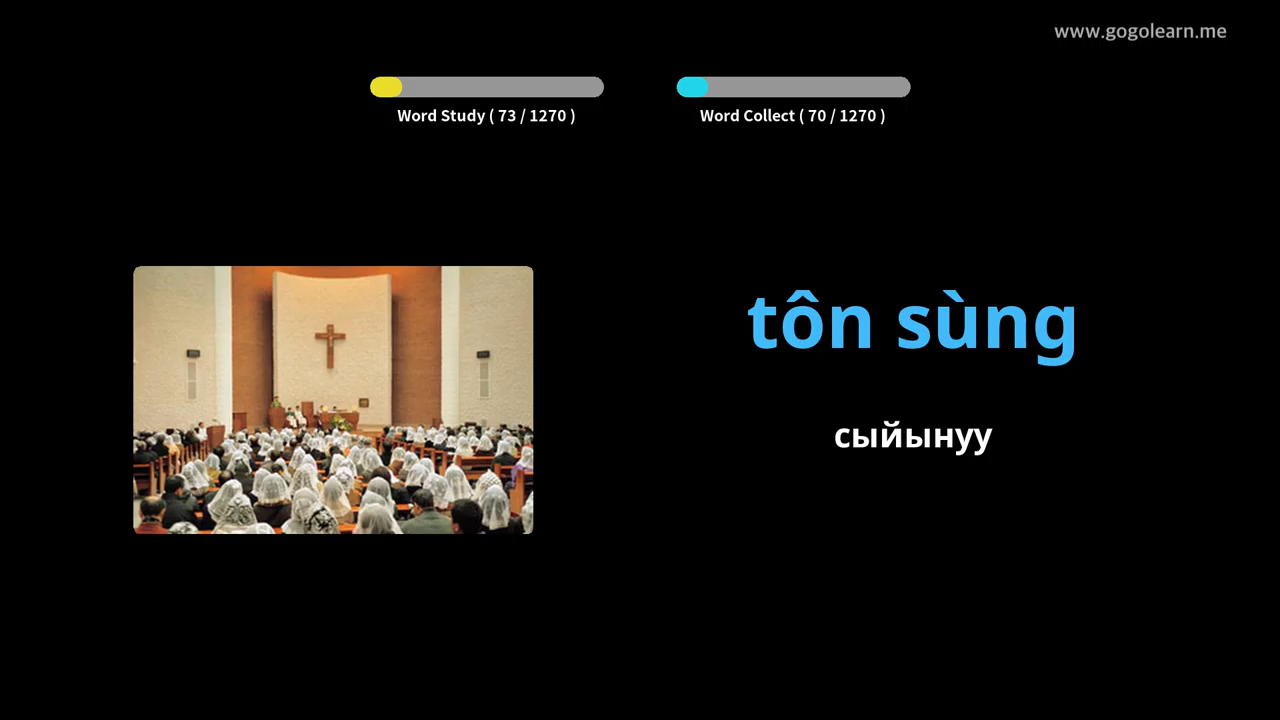 www.gogolearn.me
Word Study ( 73 / 1270 )
Word Collect ( 70 / 1270 )
tôn sùng
сыйынуу